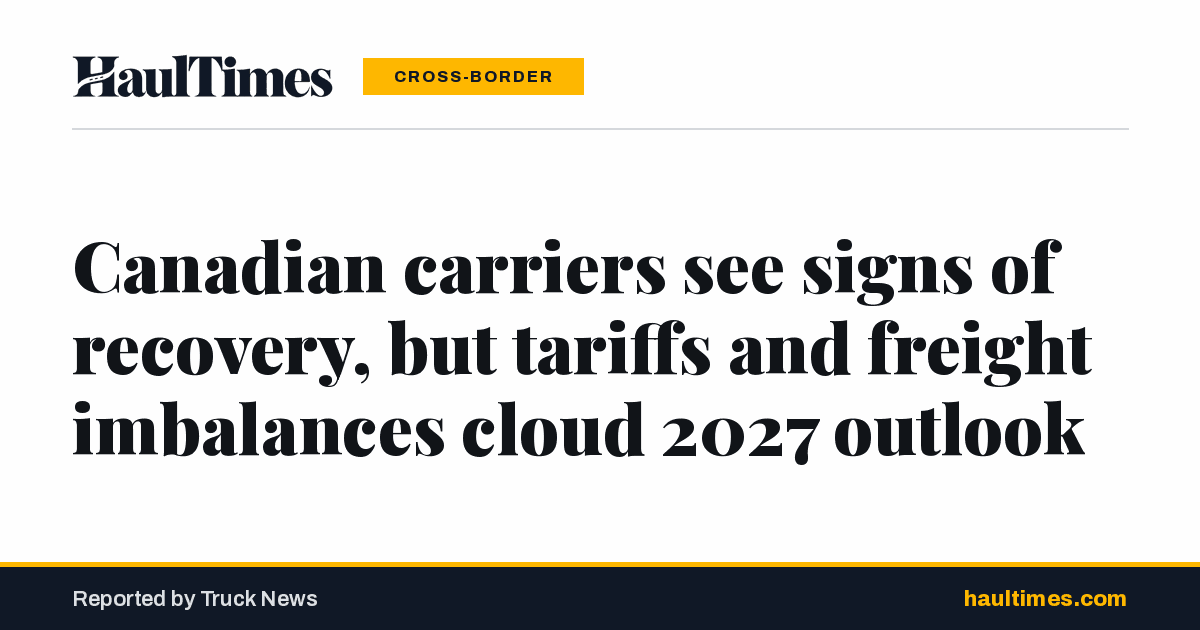 HaulTimes
CROSS-BORDER
Canadian carriers see signs of
recovery, but tariffs and freight
imbalances cloud 2027 outlook
Reported by Truck News
haultimes.com